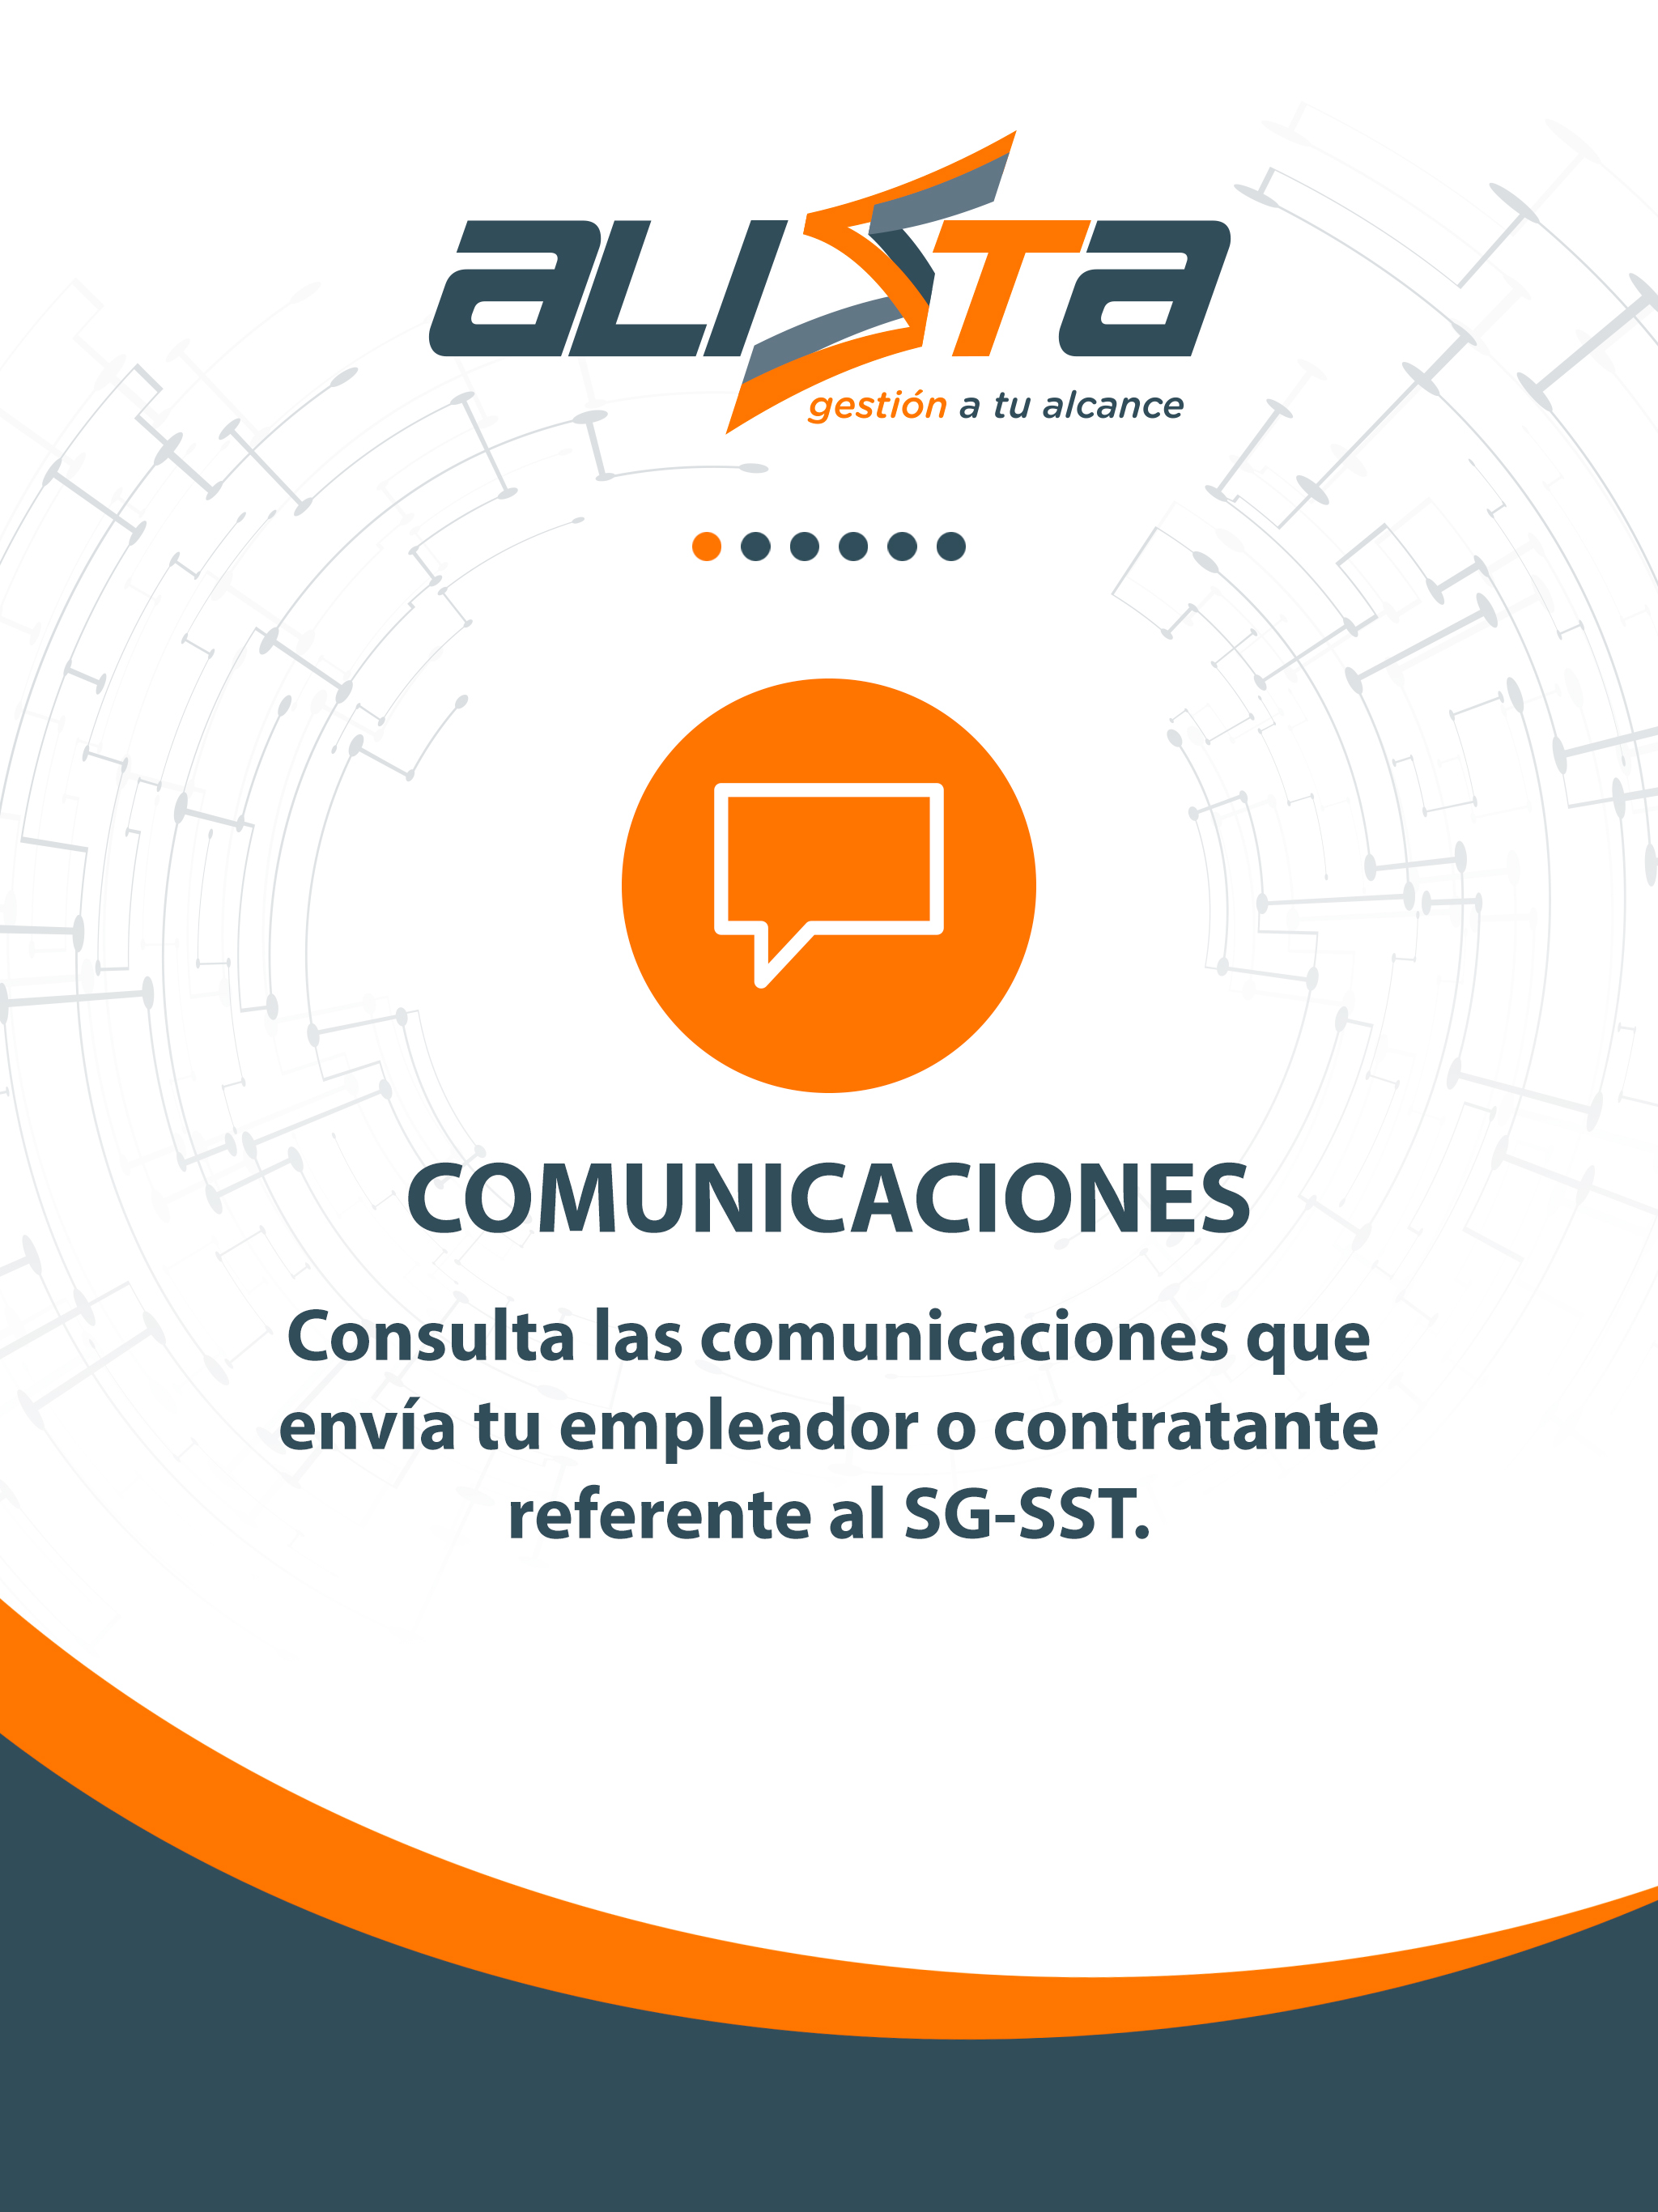 aLISTa
gestión a tu alcance
COMUNICACIONES
Consulta las comunicaciones que
envía tu empleador o contratante
referente al SG-SST.